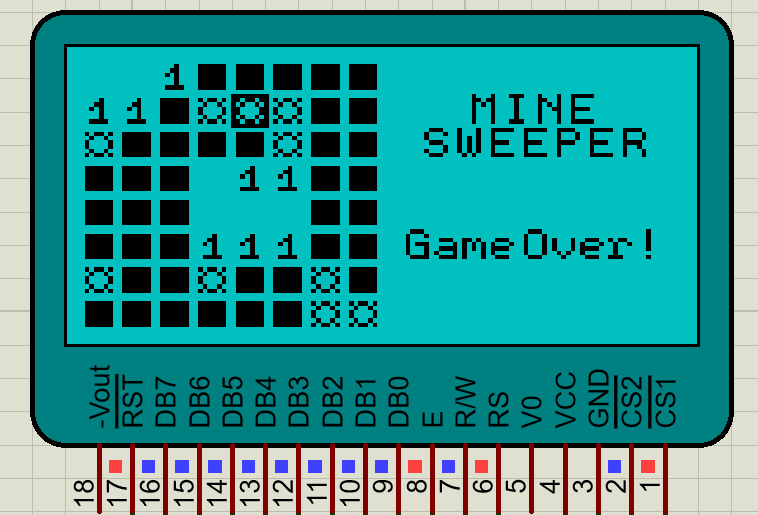 1
1 1
MINE
SWEEPER
1 1
1 1 1
Game Over!
-Vout RST DB7 DB6 DB5 DB4 DB3 DB2 DB1 DB0 E R/W RS V0 VCC GND CS2 CS1
18 17 16 15 14 13 12 11 10 9 8 7 6 5 4 3 2 1